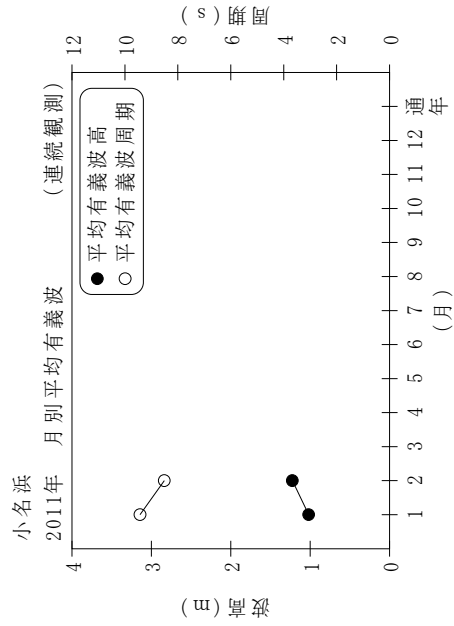 小名浜
2011年 月別平均有義波 (連続観測)
平均有義波高
平均有義波周期
波高(m)
4
3
2
1
0
周期(s)
12
10
8
6
4
2
0
1 2 3 4 5 6 7 8 9 10 11 12 通年
(月)